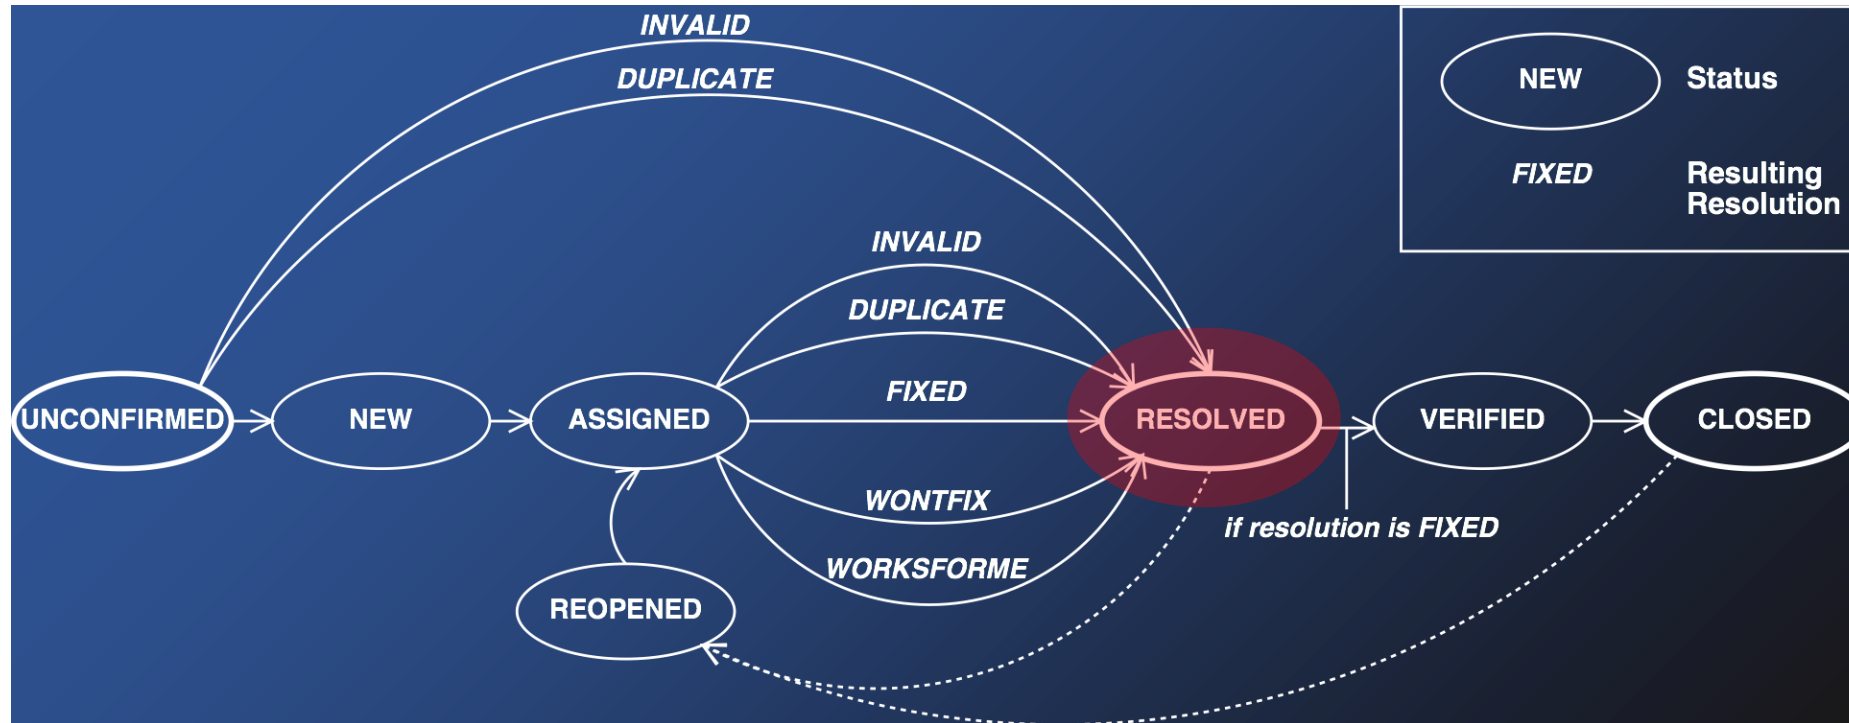 INVALID
DUPLICATE
NEW
Status
FIXED
Resulting
Resolution
INVALID
DUPLICATE
FIXED
UNCONFIRMED
NEW
ASSIGNED
RESOLVED
VERIFIED
CLOSED
WONTFIX
if resolution is FIXED
WORKSFORME
REOPENED